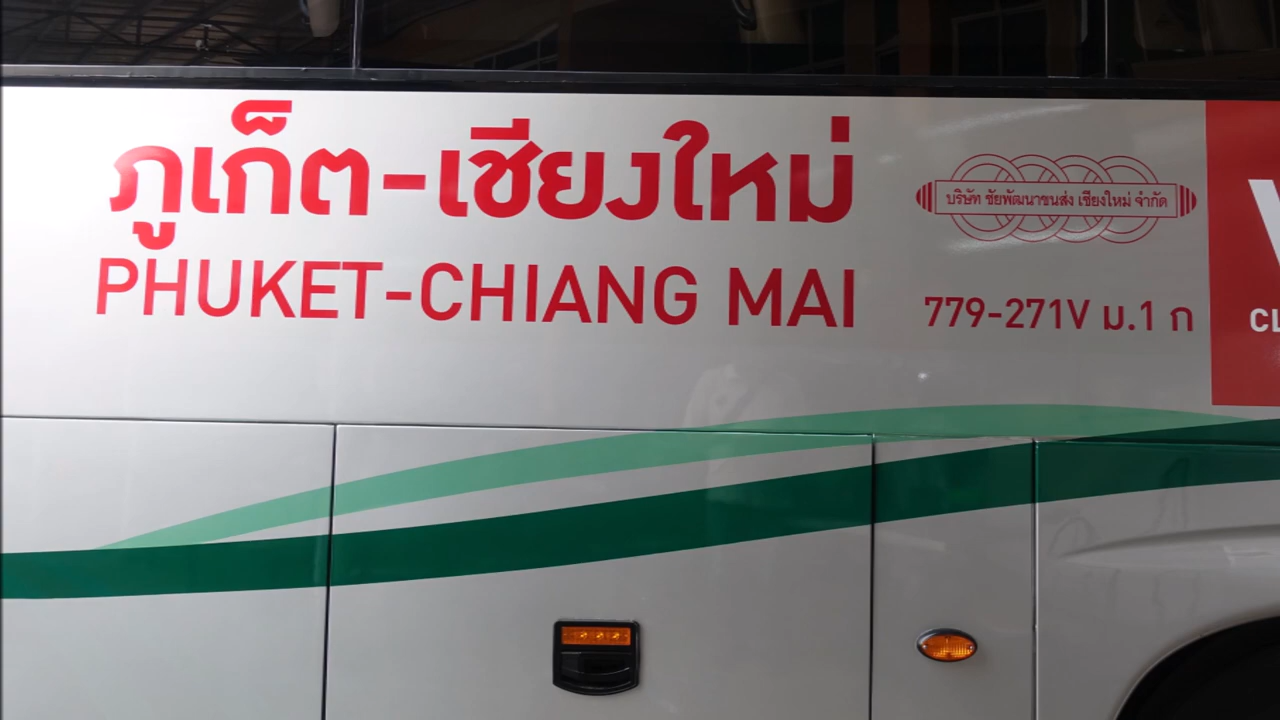 ภูเก็ต-เชียงใหม่
PHUKET-CHIANG MAI
บริษัท ชัยพัฒนาขนส่ง เชียงใหม่ จำกัด
779-271V ม.1 ก